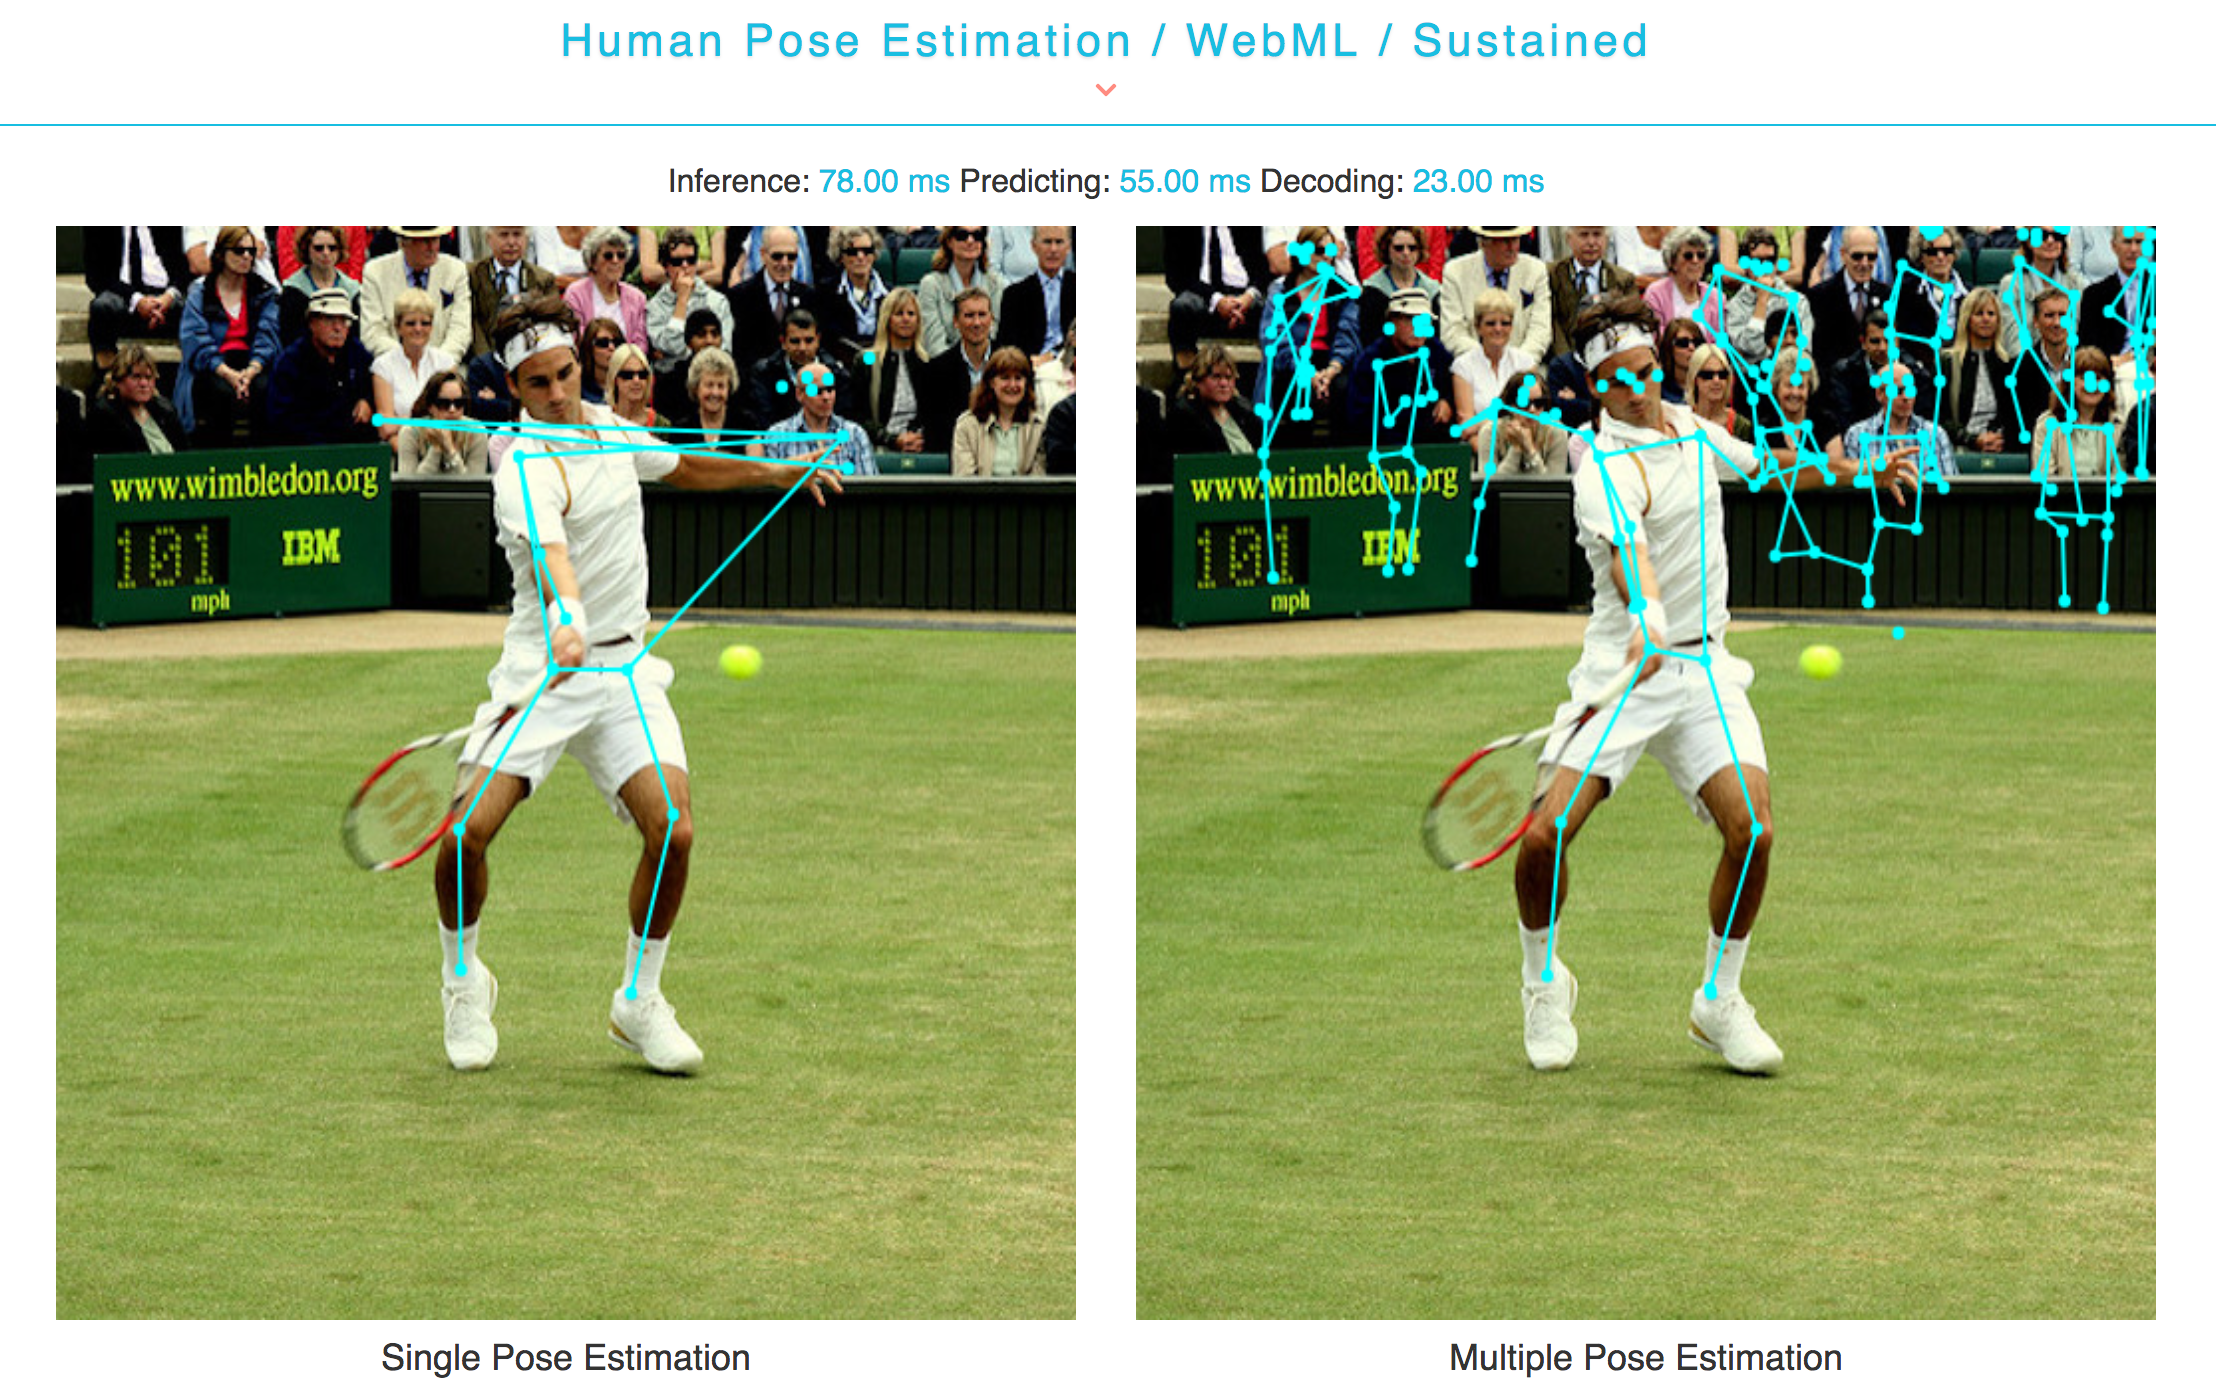 Human Pose Estimation / WebML / Sustained
Inference: 78.00 ms Predicting: 55.00 ms Decoding: 23.00 ms
www.wimbledon.org
101
IBM
mph
www.wimbledon.org
101
IBM
mph
Single Pose Estimation
Multiple Pose Estimation